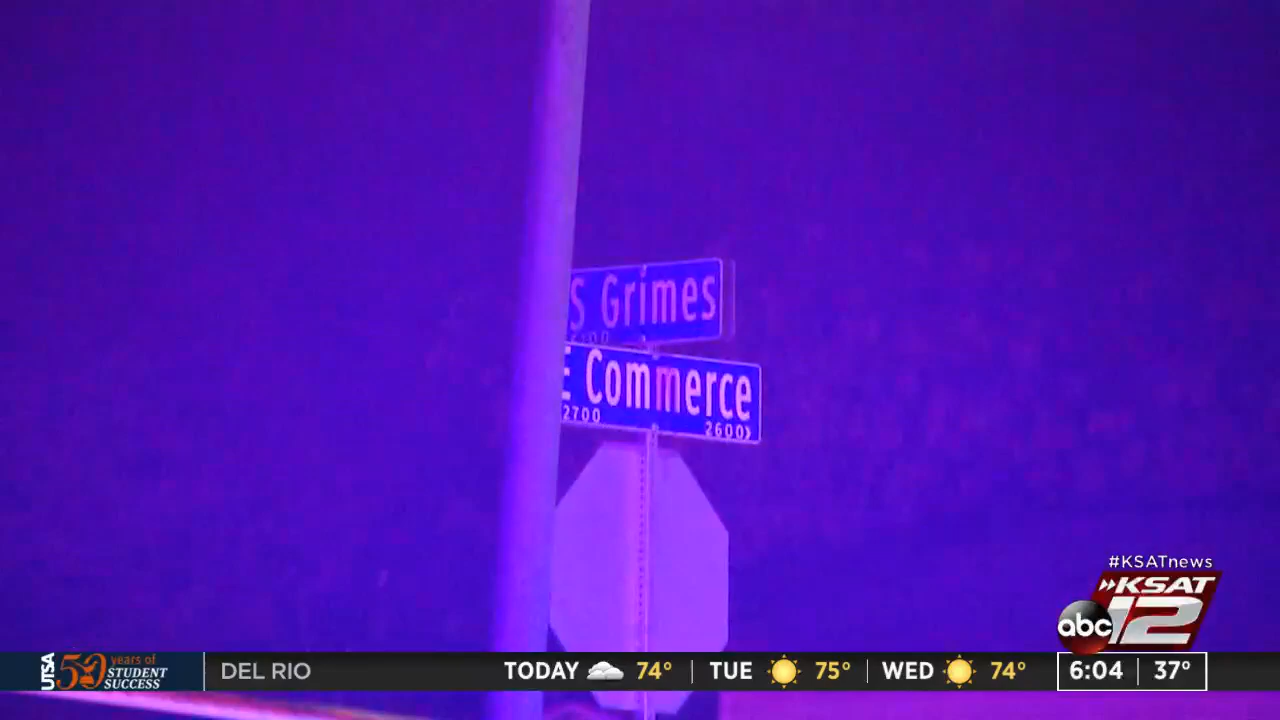 S Grimes
E Commerce
2700 2600>
#KSATnews
KSAT
abc 12
UTSA 50 years of STUDENT SUCCESS
DEL RIO
TODAY 74° TUE 75° WED 74°
6:04 37°